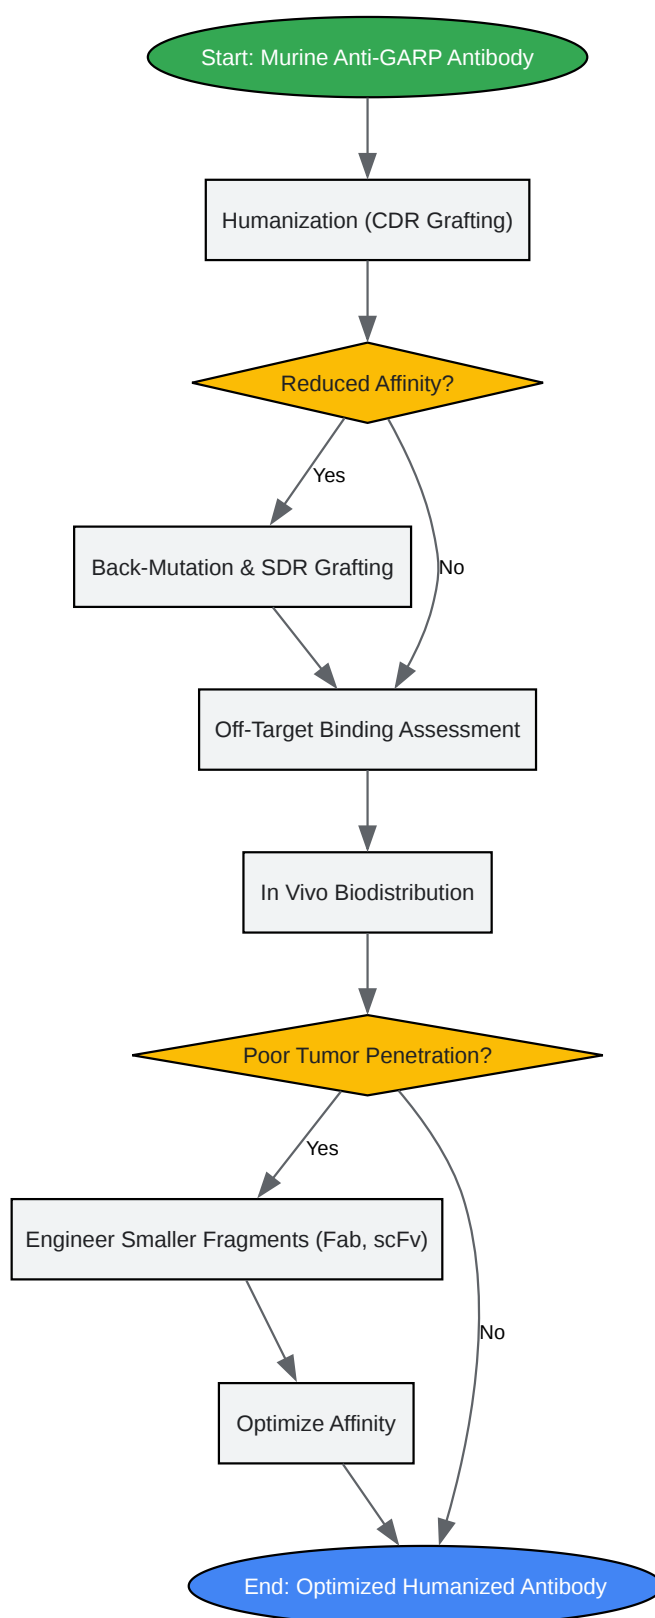 Start: Murine Anti-GARP Antibody
Humanization (CDR Grafting)
Reduced Affinity?
Yes
Back-Mutation & SDR Grafting
No
Off-Target Binding Assessment
In Vivo Biodistribution
Poor Tumor Penetration?
Yes
Engineer Smaller Fragments (Fab, scFv)
No
Optimize Affinity
End: Optimized Humanized Antibody